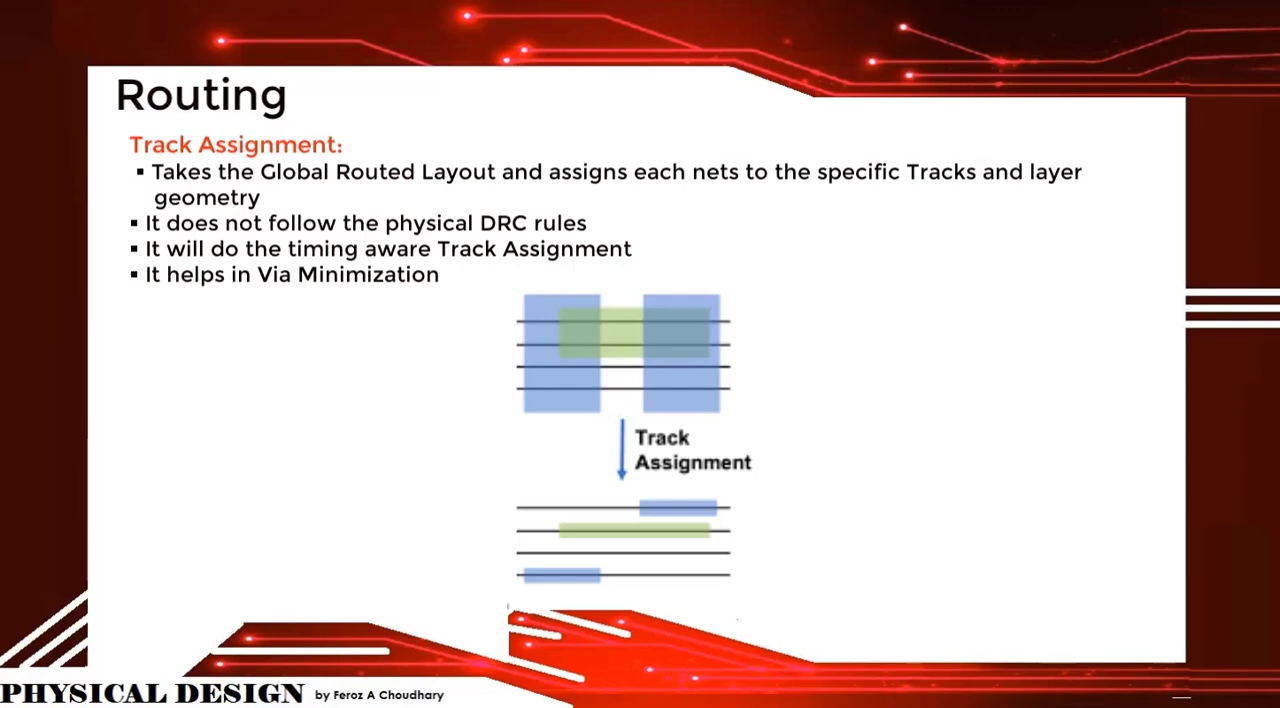 Routing
Track Assignment:
▪ Takes the Global Routed Layout and assigns each nets to the specific Tracks and layer
geometry
▪ It does not follow the physical DRC rules
▪ It will do the timing aware Track Assignment
▪ It helps in Via Minimization
Track
Assignment
PHYSICAL DESIGN by Feroz A Choudhary